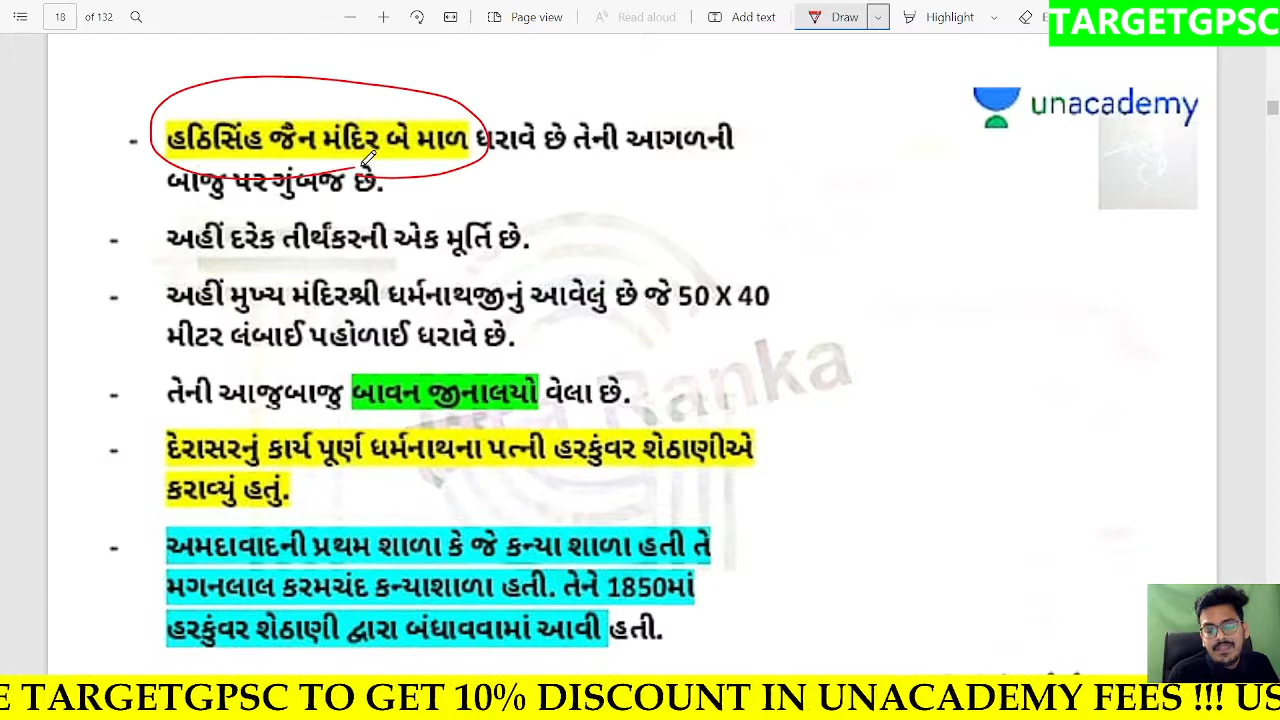 18 of 132
Page view
Read aloud
Add text
Draw
Highlight
TARGETGPSC
unacademy
- હઠિસિંહ જૈન મંદિર બે માળ ધરાવે છે તેની આગળની
બાજુ પર ગુંબજ છે.
- અહીં દરેક તીર્થંકરની એક મૂર્તિ છે.
- અહીં મુખ્ય મંદિરશ્રી ધર્મનાથજીનું આવેલું છે જે 50 X 40
મીટર લંબાઈ પહોળાઈ ધરાવે છે.
- તેની આજુબાજુ બાવન જીનાલયો વેલા છે.
- દેરાસરનું કાર્ય પૂર્ણ ધર્મનાથના પત્ની હરકુંવર શેઠાણીએ
કરાવ્યું હતું.
- અમદાવાદની પ્રથમ શાળા કે જે કન્યા શાળા હતી તે
મગનલાલ કરમચંદ કન્યાશાળા હતી. તેને 1850માં
હરકુંવર શેઠાણી દ્વારા બંધાવવામાં આવી હતી.
Ranka
E TARGETGPSC TO GET 10% DISCOUNT IN UNACADEMY FEES !!! US